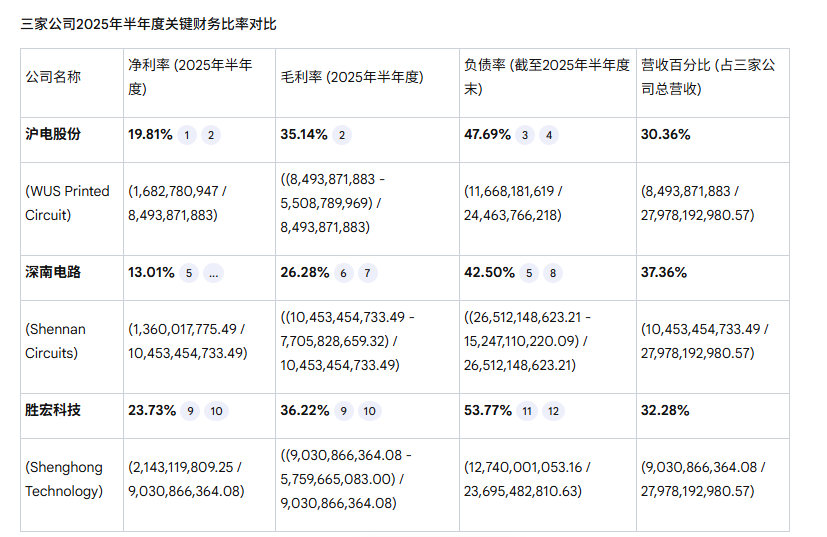 三家公司2025年半年度关键财务比率对比
公司名称
净利率 (2025年半年
度)
毛利率 (2025年半年度)
负债率 (截至2025年半年度
末)
营收百分比 (占三家公
司总营收)
沪电股份
19.81% 1 2
35.14% 2
47.69% 3 4
30.36%
(WUS Printed
Circuit)
(1,682,780,947 /
8,493,871,883)
((8,493,871,883 -
5,508,789,969) /
8,493,871,883)
(11,668,181,619 /
24,463,766,218)
(8,493,871,883 /
27,978,192,980.57)
深南电路
13.01% 5 ...
26.28% 6 7
42.50% 5 8
37.36%
(Shennan
Circuits)
(1,360,017,775.49 /
10,453,454,733.49)
((10,453,454,733.49 -
7,705,828,659.32) /
10,453,454,733.49)
((26,512,148,623.21 -
15,247,110,220.09) /
26,512,148,623.21)
(10,453,454,733.49 /
27,978,192,980.57)
胜宏科技
23.73% 9 10
36.22% 9 10
53.77% 11 12
32.28%
(Shenghong
Technology)
(2,143,119,809.25 /
9,030,866,364.08)
((9,030,866,364.08 -
5,759,665,083.00) /
9,030,866,364.08)
(12,740,001,053.16 /
23,695,482,810.63)
(9,030,866,364.08 /
27,978,192,980.57)